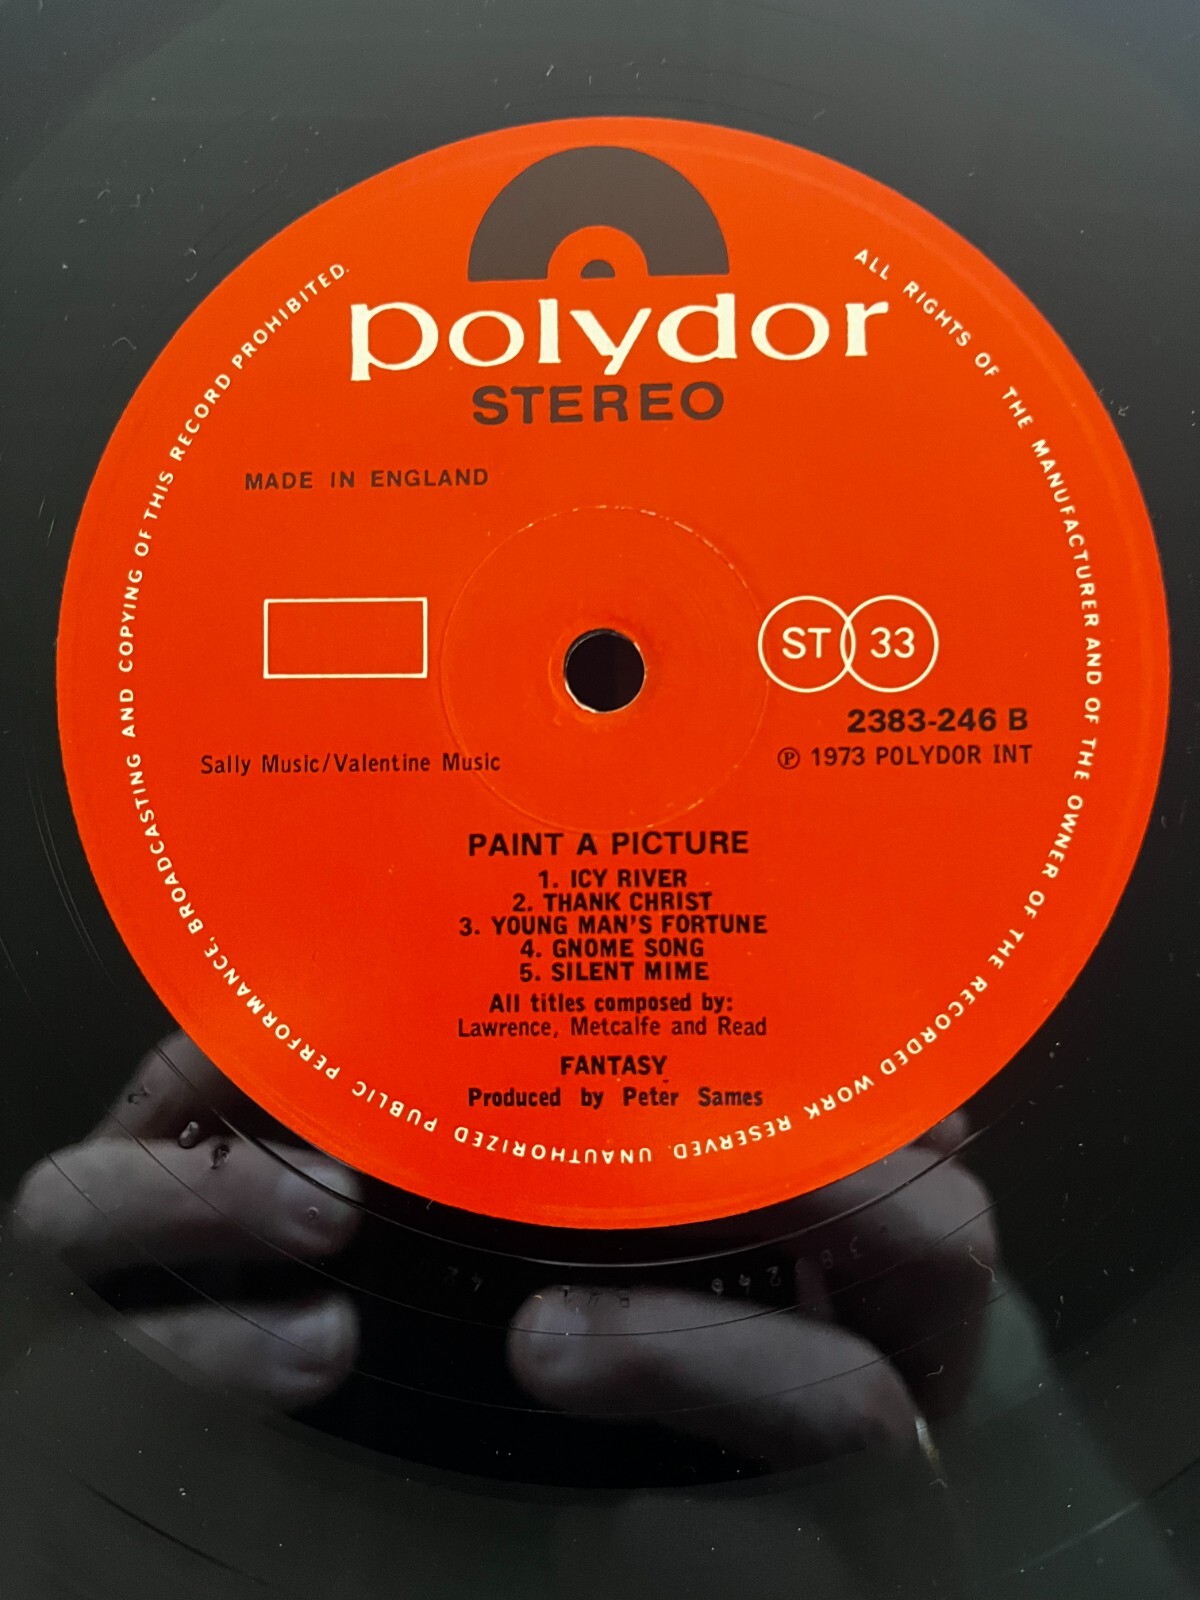 polydor
STEREO
MADE IN ENGLAND
ST 33
2383-246 B
℗ 1973 POLYDOR INT
Sally Music/Valentine Music
PAINT A PICTURE
1. ICY RIVER
2. THANK CHRIST
3. YOUNG MAN'S FORTUNE
4. GNOME SONG
5. SILENT MIME
All titles composed by:
Lawrence, Metcalfe and Read
FANTASY
Produced by Peter Sames
ALL RIGHTS OF THE MANUFACTURER AND OF THE OWNER OF THE RECORDED WORK RESERVED. UNAUTHORIZED PUBLIC PERFORMANCE, BROADCASTING AND COPYING OF THIS RECORD PROHIBITED.